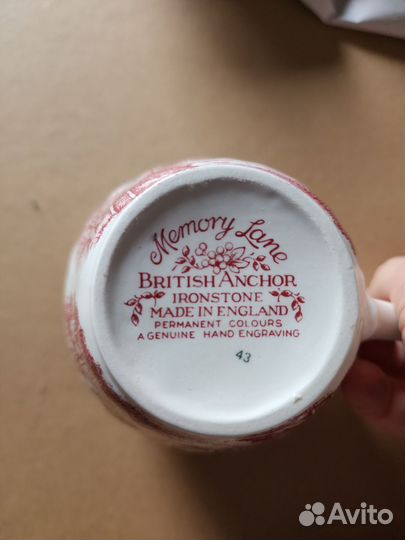 Memory Lane
BRITISH ANCHOR
IRONSTONE
MADE IN ENGLAND
PERMANENT COLOURS
A GENUINE HAND ENGRAVING
43
Avito